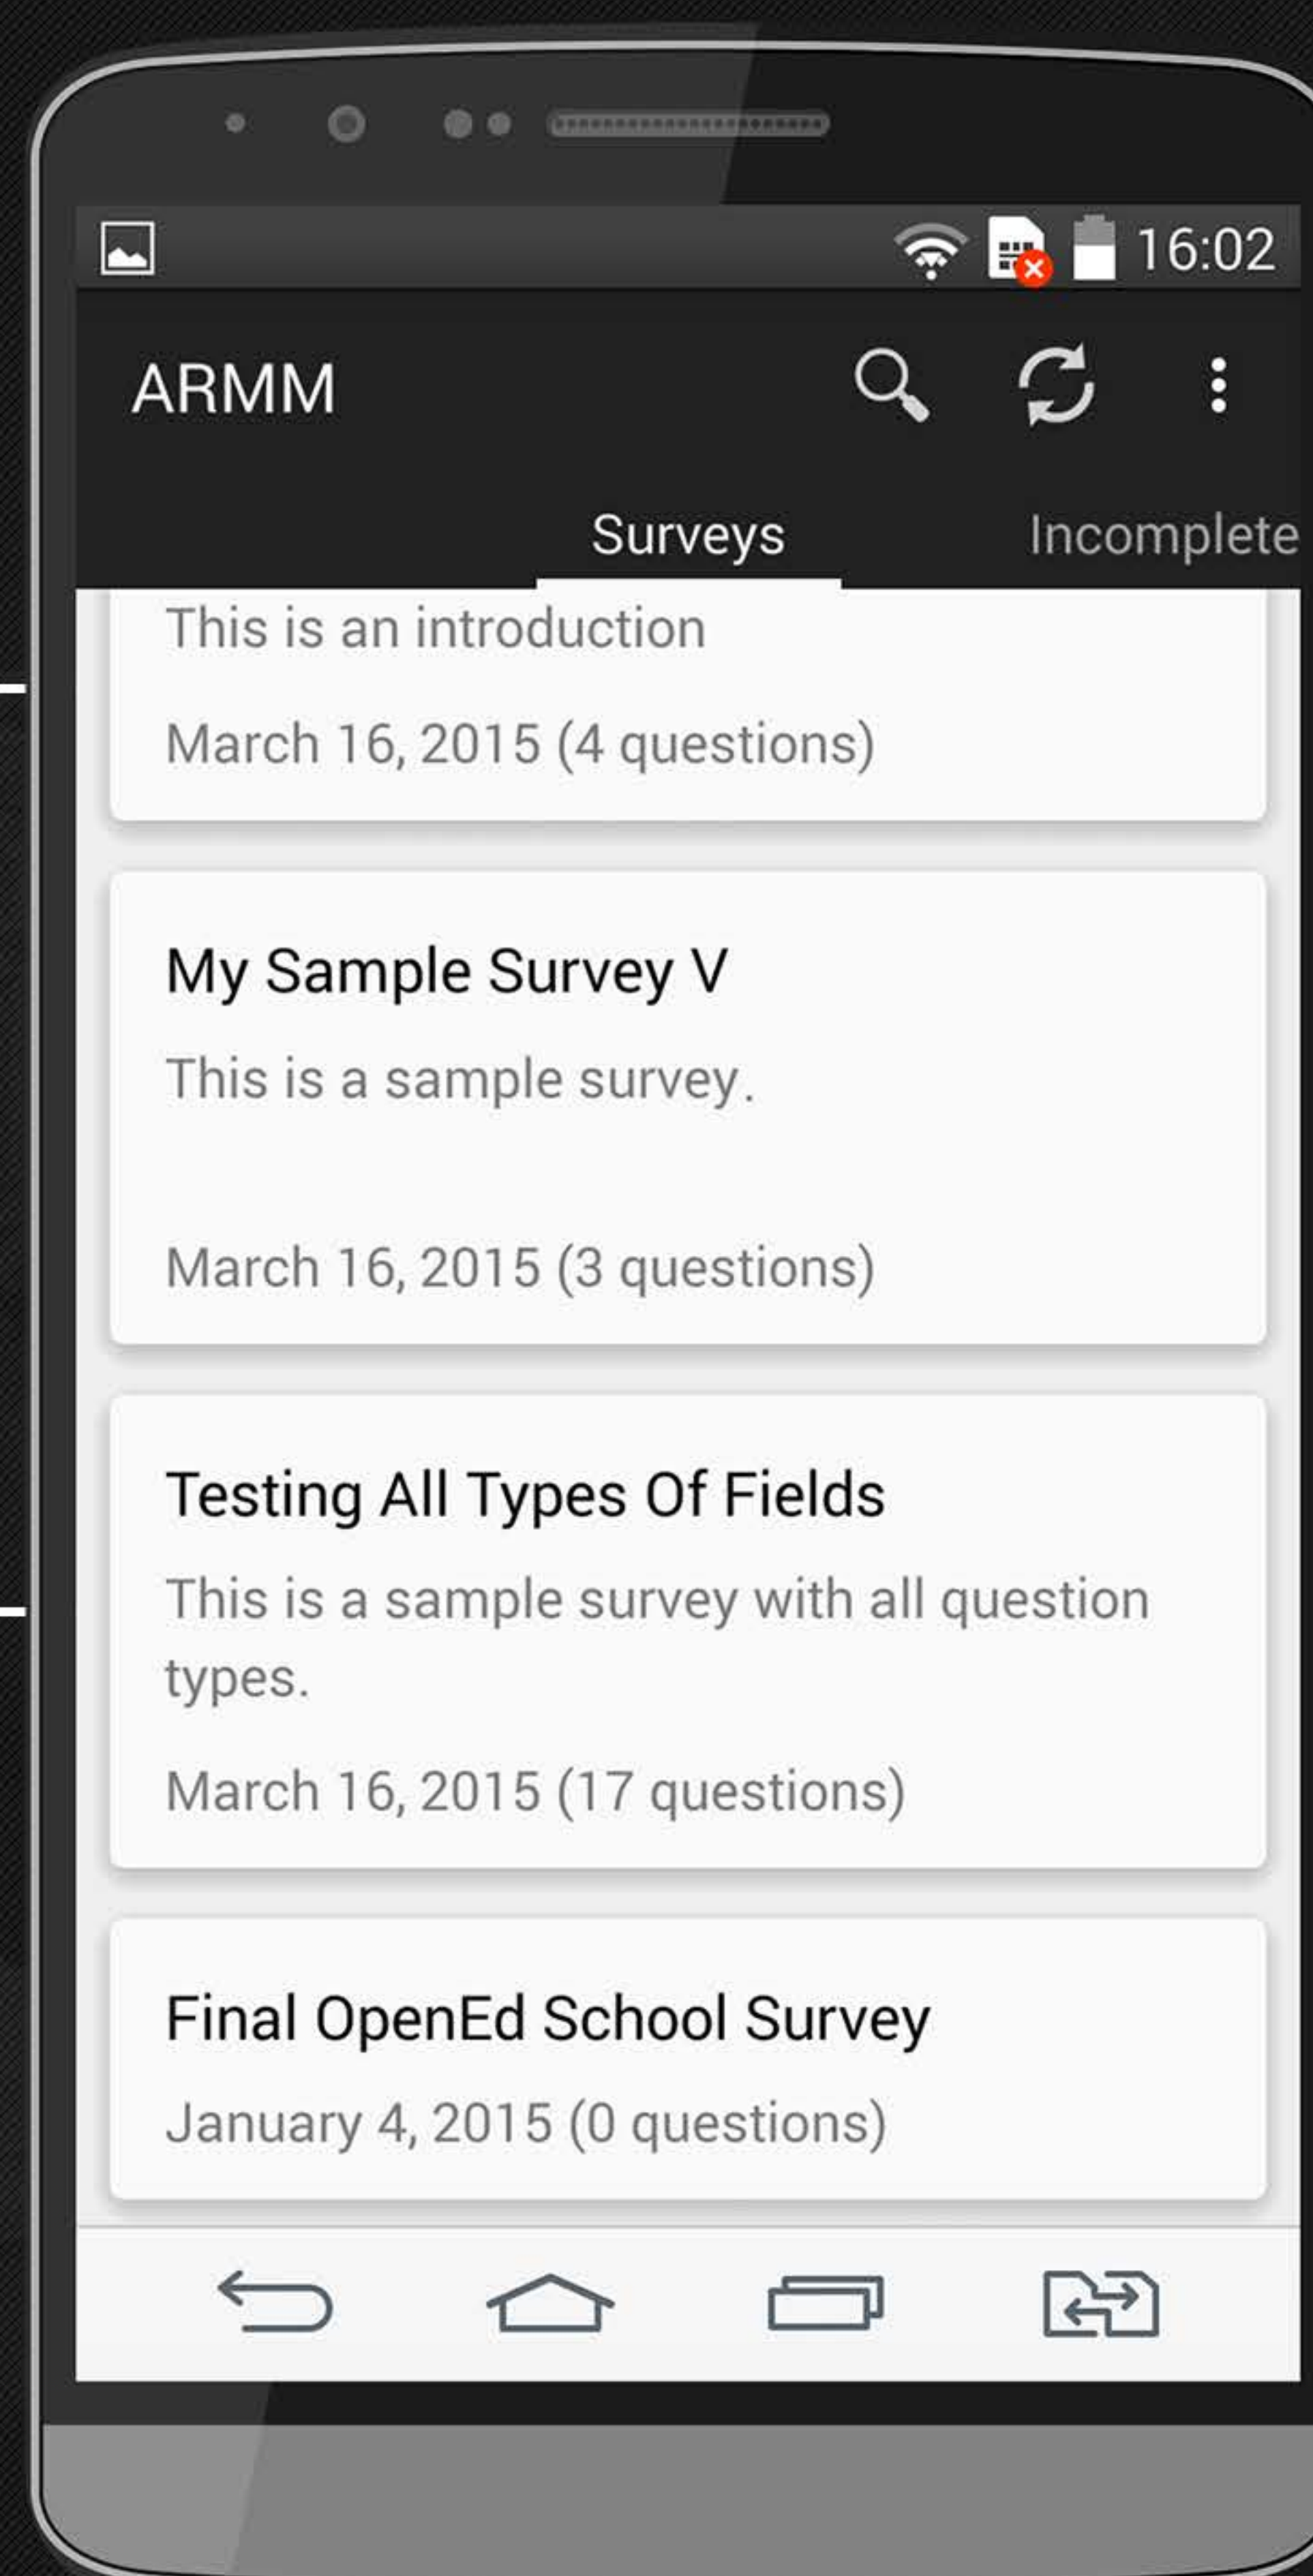 16:02
ARMM
Surveys
Incomplete
This is an introduction
March 16, 2015 (4 questions)
My Sample Survey V
This is a sample survey.
March 16, 2015 (3 questions)
Testing All Types Of Fields
This is a sample survey with all question
types.
March 16, 2015 (17 questions)
Final OpenEd School Survey
January 4, 2015 (0 questions)